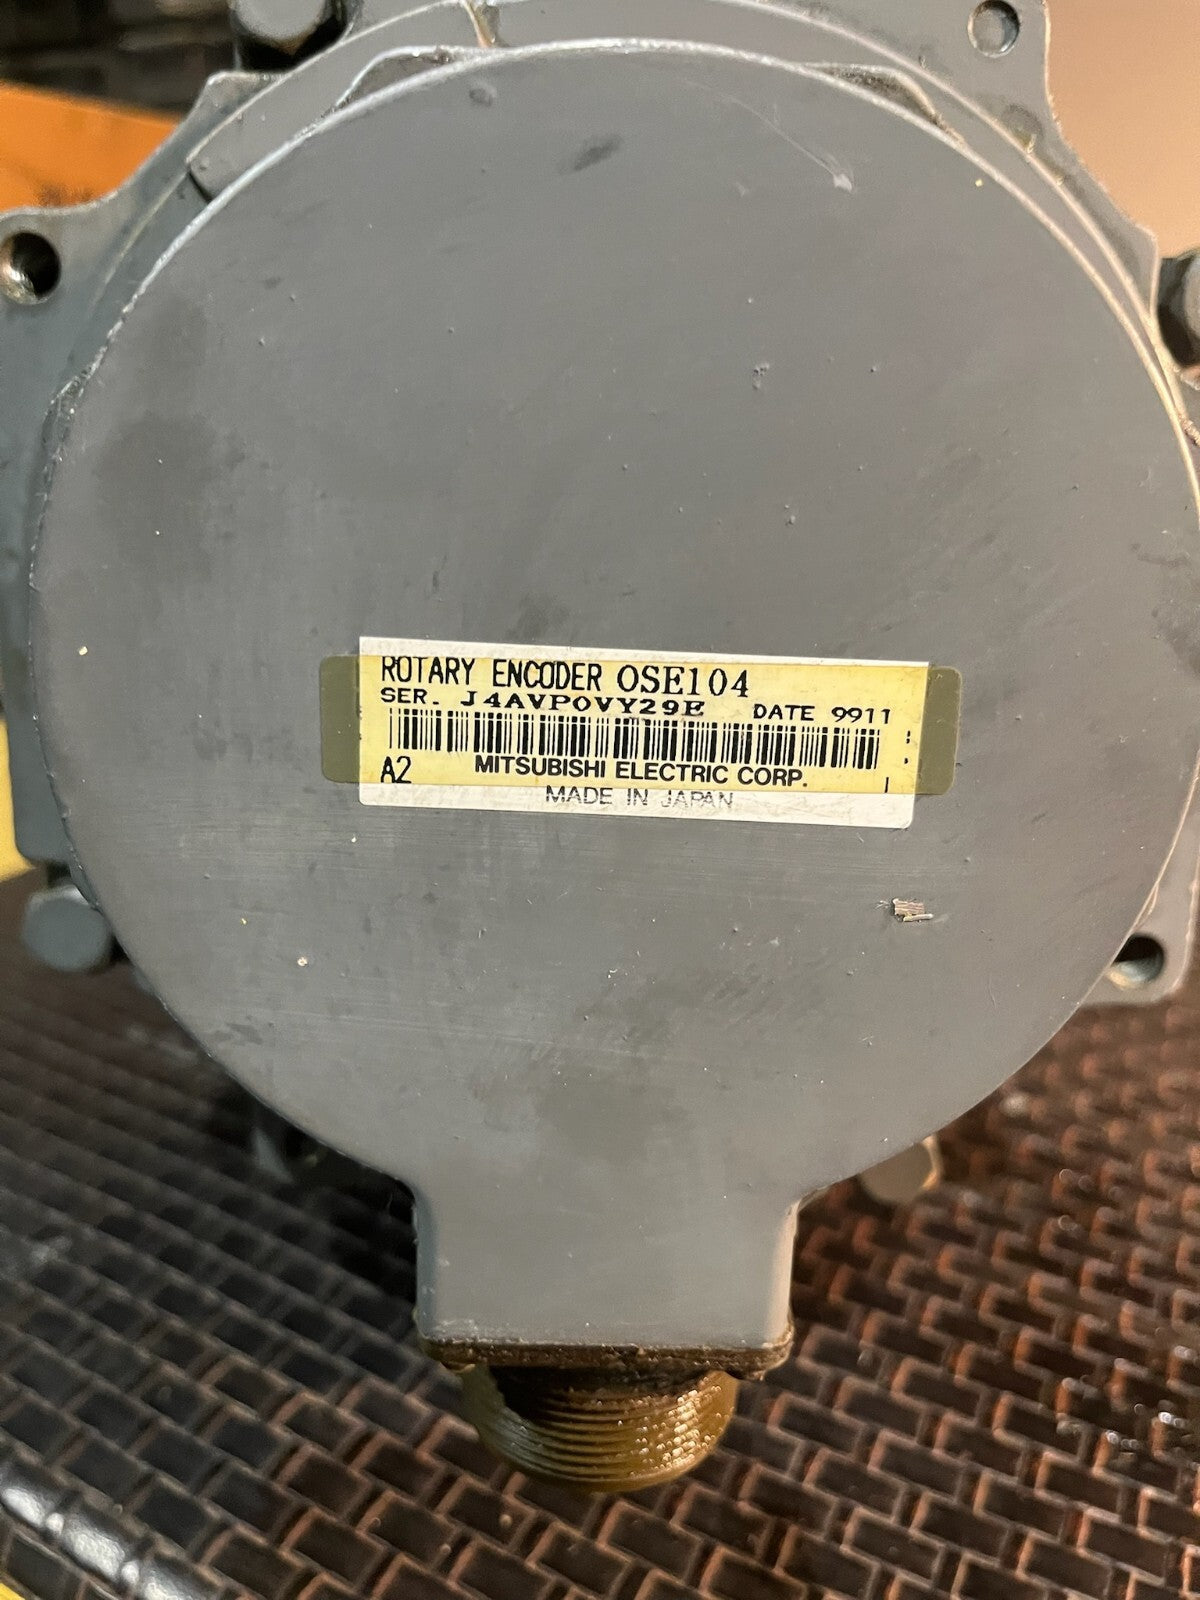 ROTARY ENCODER OSE104
SER. J4AVP0VY29E DATE 9911
A2 MITSUBISHI ELECTRIC CORP.
MADE IN JAPAN